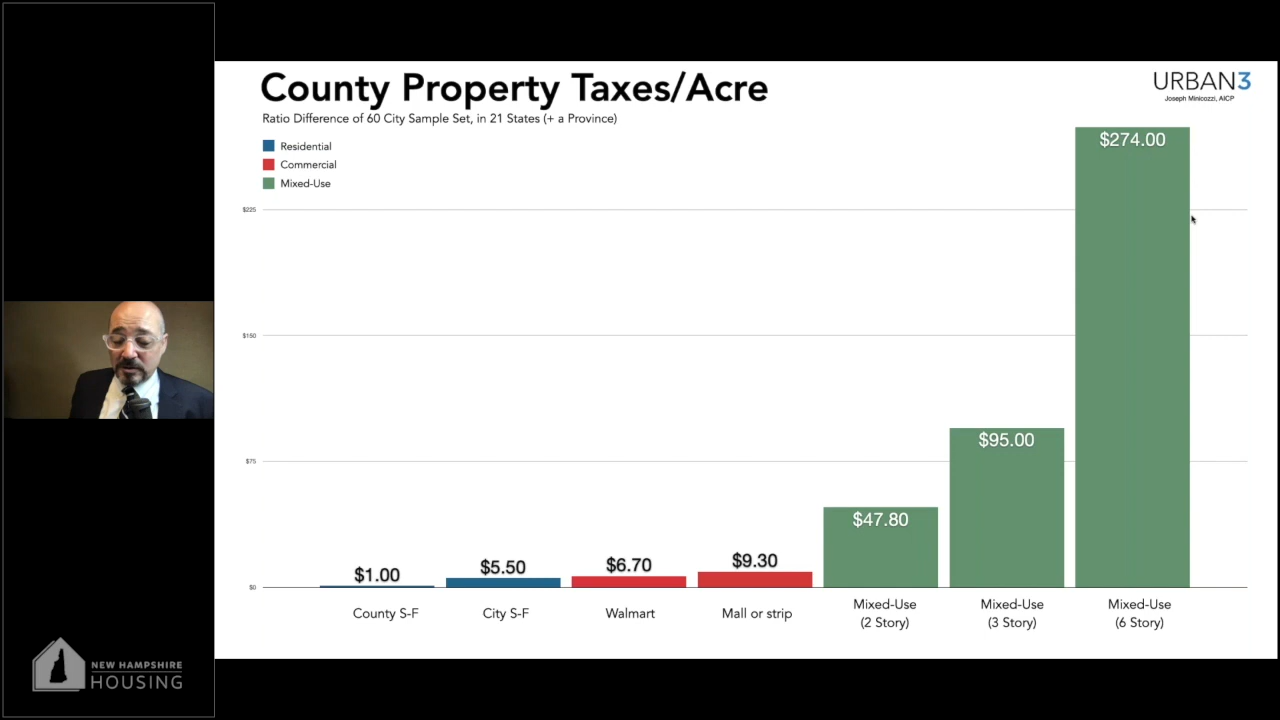 County Property Taxes/Acre
Ratio Difference of 60 City Sample Set, in 21 States (+ a Province)
URBAN3
Joseph Minicozzi, AICP
Residential
Commercial
Mixed-Use
$225
$150
$75
$0
$1.00
$5.50
$6.70
$9.30
$47.80
$95.00
$274.00
County S-F
City S-F
Walmart
Mall or strip
Mixed-Use
(2 Story)
Mixed-Use
(3 Story)
Mixed-Use
(6 Story)
NEW HAMPSHIRE
HOUSING